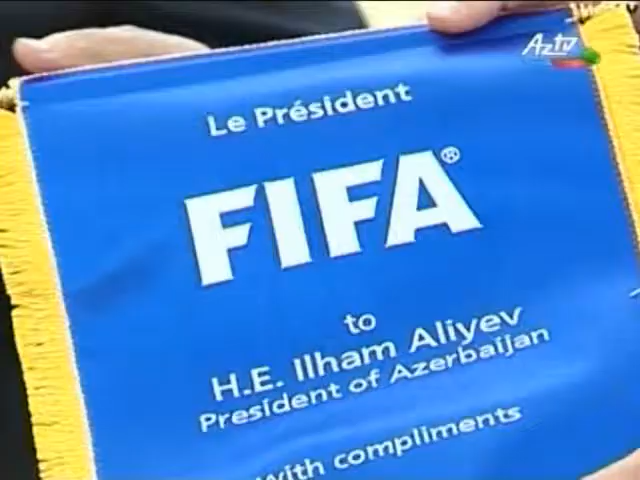 Aztv
Le Président
FIFA®
to
H.E. Ilham Aliyev
President of Azerbaijan
with compliments